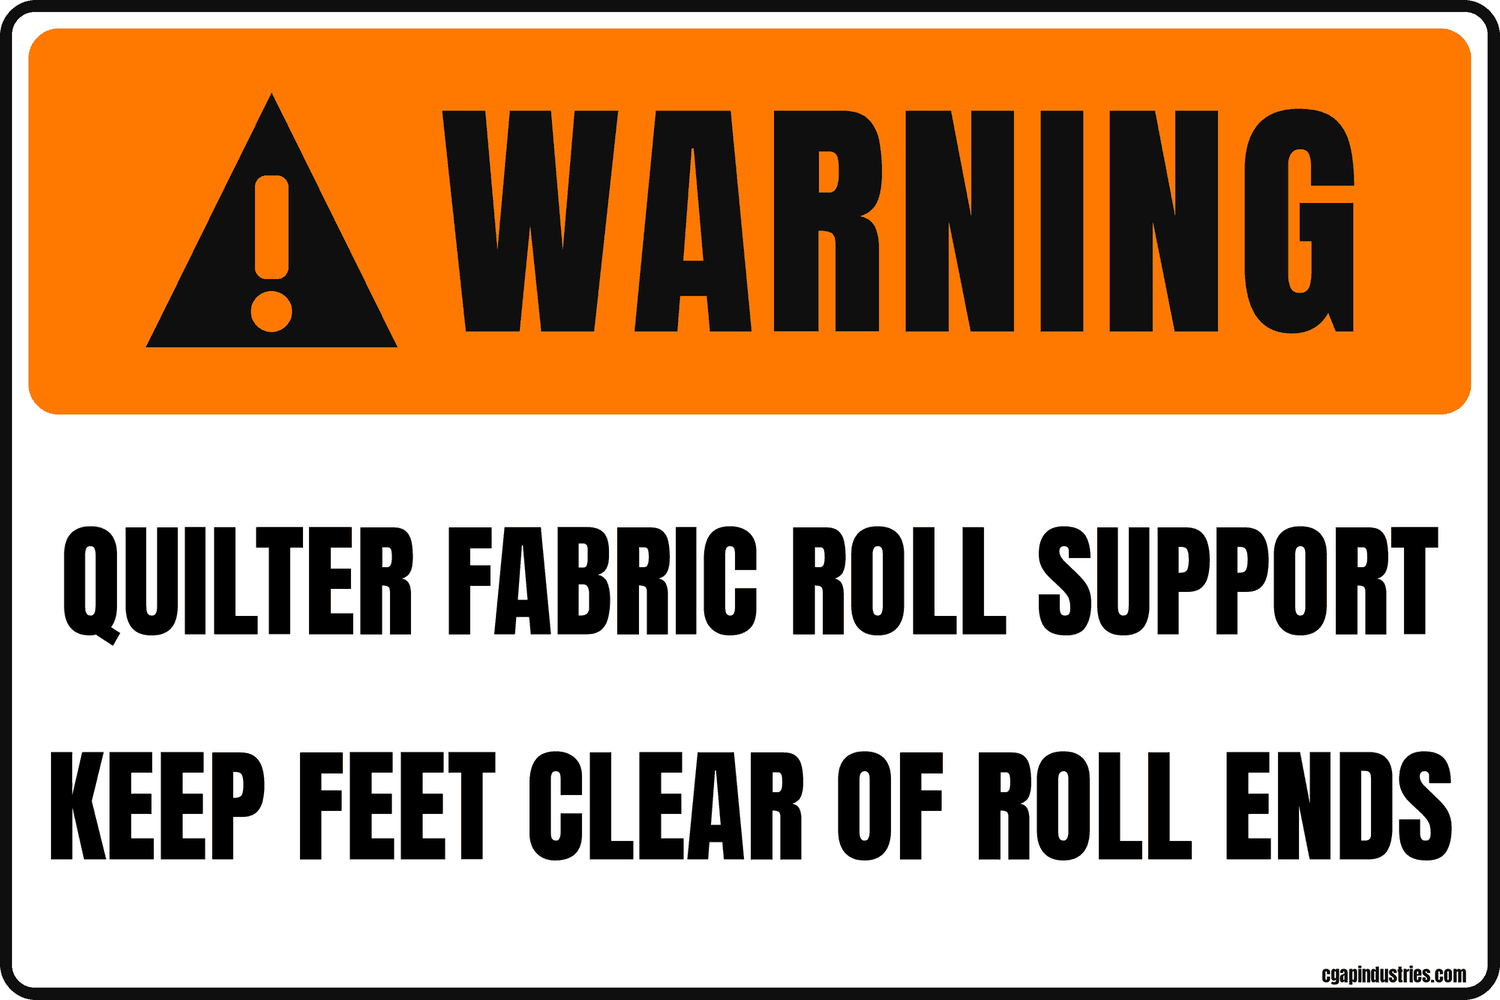 WARNING
QUILTER FABRIC ROLL SUPPORT
KEEP FEET CLEAR OF ROLL ENDS
cgapindustries.com